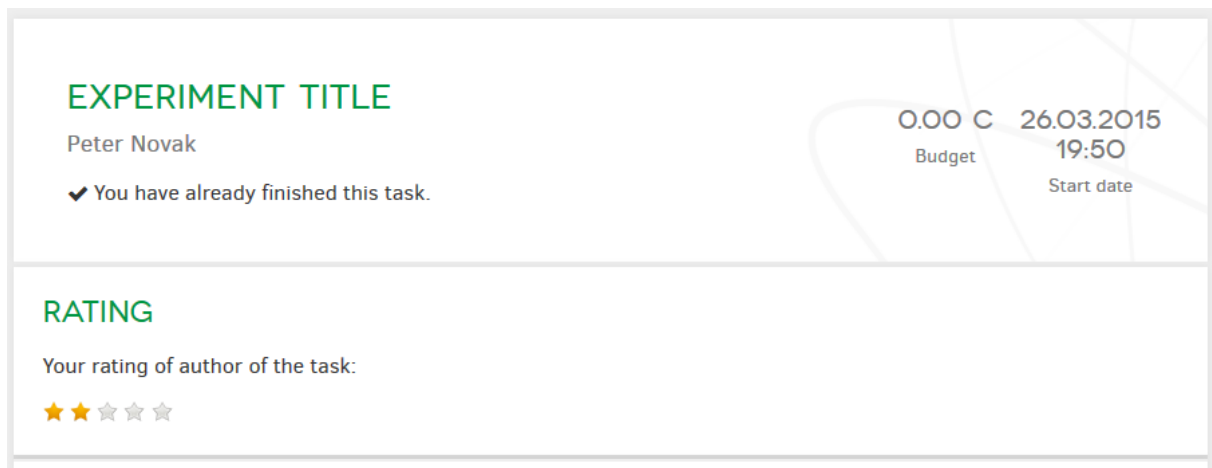 EXPERIMENT TITLE
Peter Novak
You have already finished this task.
0.00 C
Budget
26.03.2015
19:50
Start date
RATING
Your rating of author of the task: